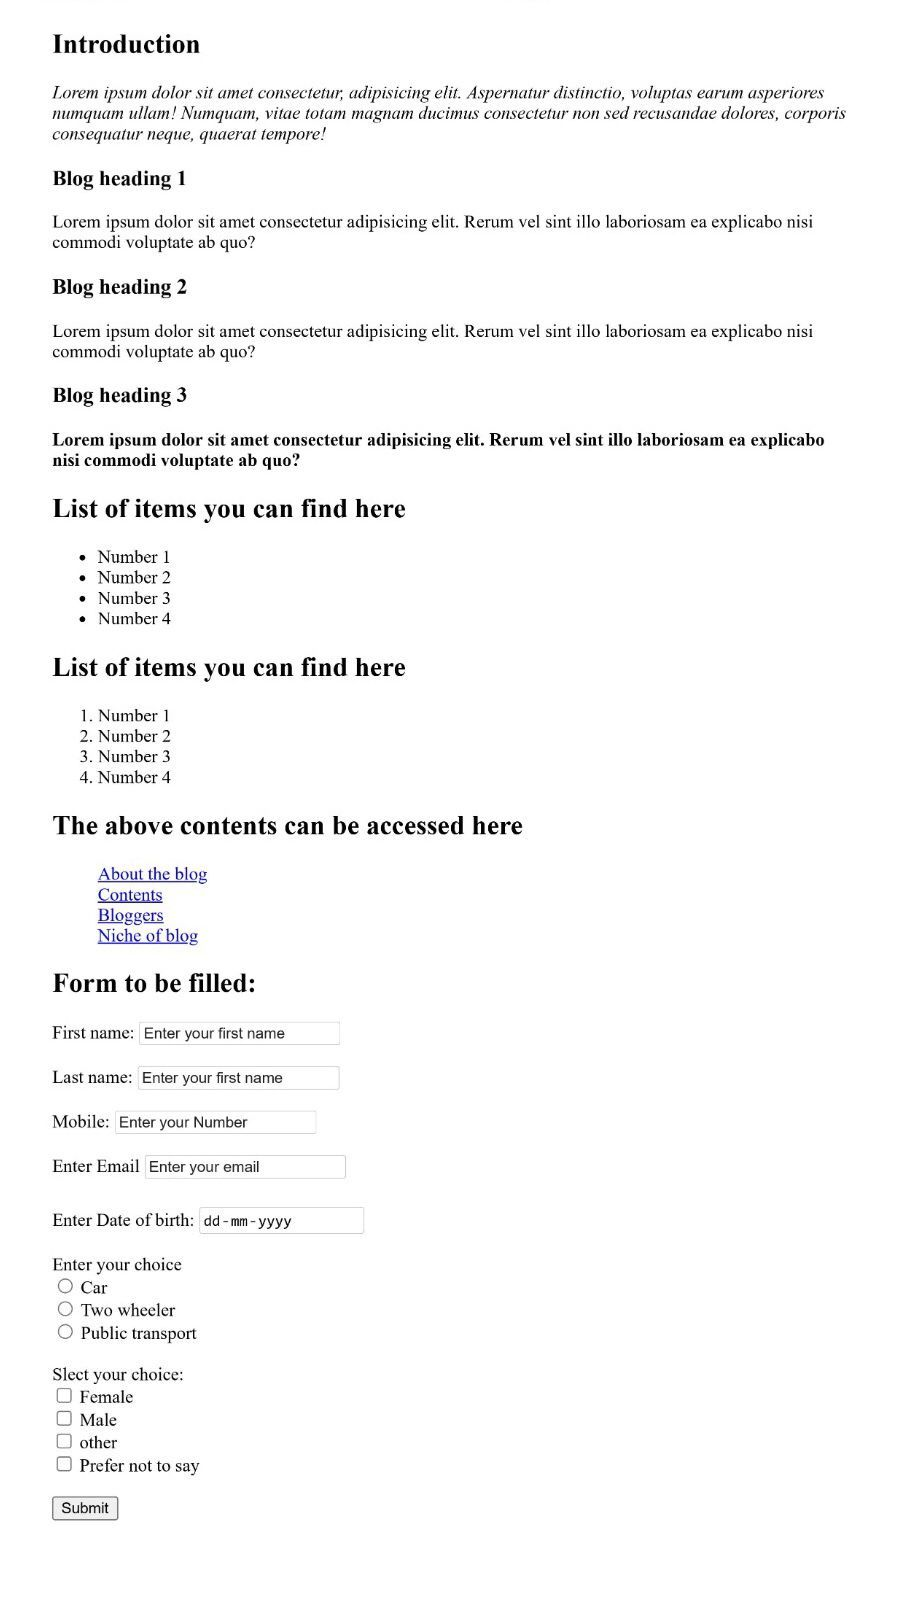 Introduction
Lorem ipsum dolor sit amet consectetur, adipisicing elit. Aspernatur distinctio, voluptas earum asperiores
numquam ullam! Numquam, vitae totam magnam ducimus consectetur non sed recusandae dolores, corporis
consequatur neque, quaerat tempore!
Blog heading 1
Lorem ipsum dolor sit amet consectetur adipisicing elit. Rerum vel sint illo laboriosam ea explicabo nisi
commodi voluptate ab quo?
Blog heading 2
Lorem ipsum dolor sit amet consectetur adipisicing elit. Rerum vel sint illo laboriosam ea explicabo nisi
commodi voluptate ab quo?
Blog heading 3
Lorem ipsum dolor sit amet consectetur adipisicing elit. Rerum vel sint illo laboriosam ea explicabo
nisi commodi voluptate ab quo?
List of items you can find here
• Number 1
• Number 2
• Number 3
• Number 4
List of items you can find here
1. Number 1
2. Number 2
3. Number 3
4. Number 4
The above contents can be accessed here
About the blog
Contents
Bloggers
Niche of blog
Form to be filled:
First name: Enter your first name
Last name: Enter your first name
Mobile: Enter your Number
Enter Email Enter your email
Enter Date of birth: dd-mm-yyyy
Enter your choice
Car
Two wheeler
Public transport
Slect your choice:
Female
Male
other
Prefer not to say
Submit